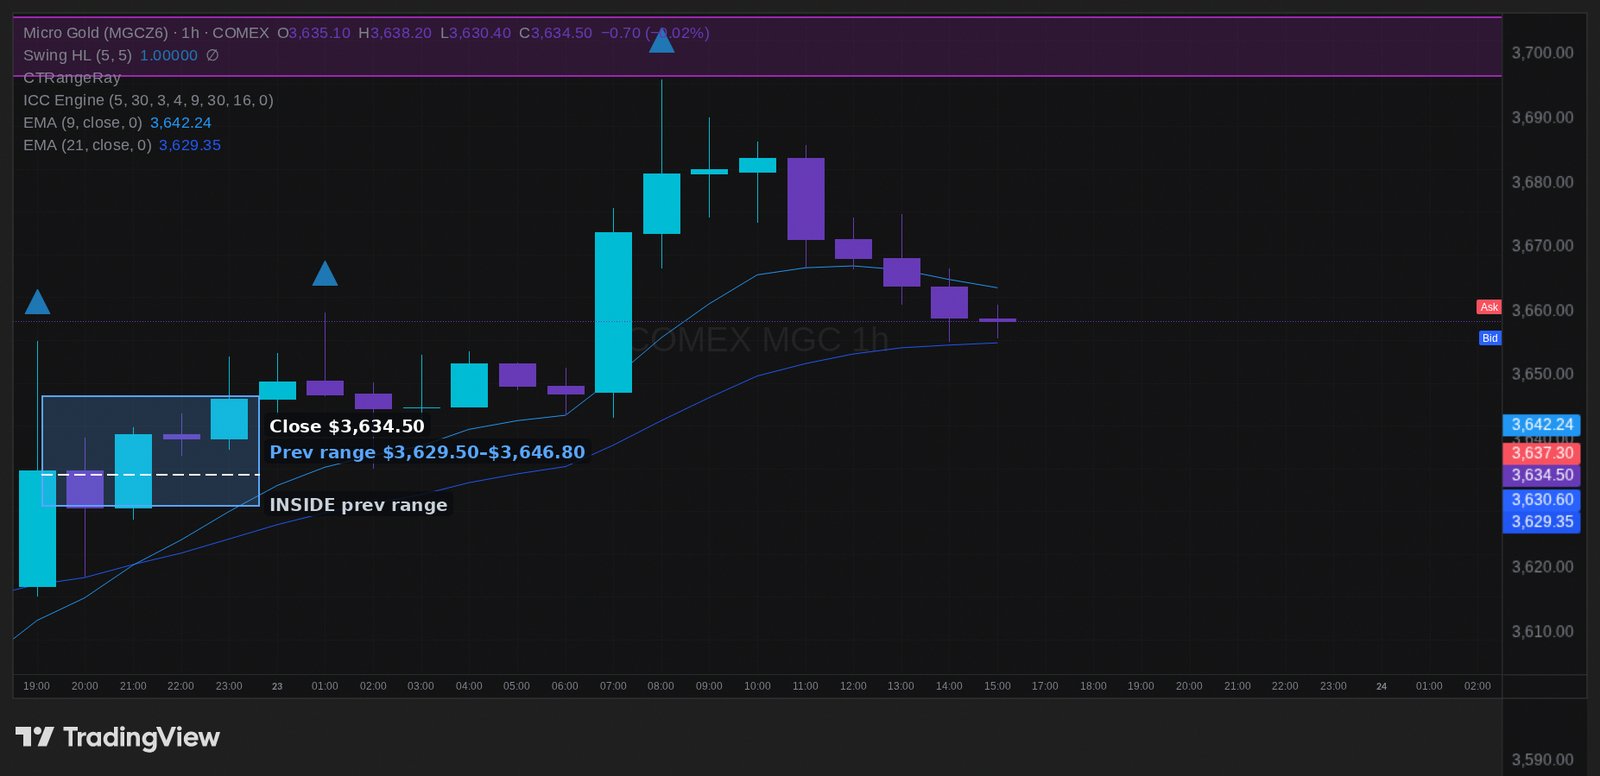 Micro Gold (MGCZ6) · 1h · COMEX O3,635.10 H3,638.20 L3,630.40 C3,634.50 −0.70 (−0.02%)
Swing HL (5, 5) 1.00000 ∅
CTRangeRay
ICC Engine (5, 30, 3, 4, 9, 30, 16, 0)
EMA (9, close, 0) 3,642.24
EMA (21, close, 0) 3,629.35
3,700.00
3,690.00
3,680.00
3,670.00
Ask
3,660.00
COMEX MGC 1h
Bid
3,650.00
Close $3,634.50
3,642.24
3,640.00
Prev range $3,629.50–$3,646.80
3,637.30
3,634.50
INSIDE prev range
3,630.60
3,629.35
3,620.00
3,610.00
19:00 20:00 21:00 22:00 23:00 23 01:00 02:00 03:00 04:00 05:00 06:00 07:00 08:00 09:00 10:00 11:00 12:00 13:00 14:00 15:00 17:00 18:00 19:00 20:00 21:00 22:00 23:00 24 01:00 02:00
TradingView
3,590.00